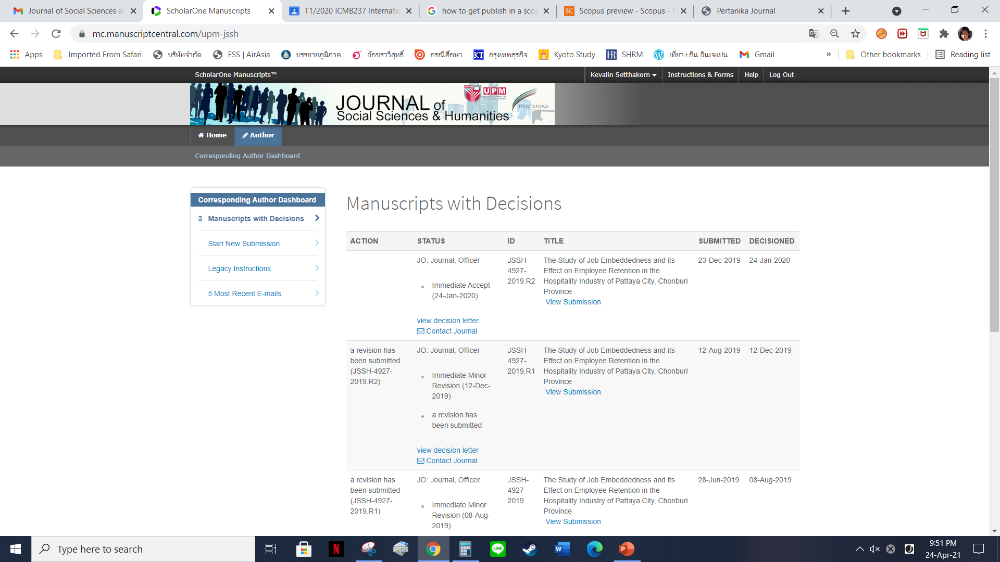 Journal of Social Sciences ar
ScholarOne Manuscripts
T1/2020 ICMB237 Internatio
how to get publish in a scop
Scopus preview - Scopus -
Pertanika Journal
mc.manuscriptcentral.com/upm-jssh
Apps
Imported From Safari
บริษัทจำกัด
ESS | AirAsia
บรรยายภูมิภาค
อักขราวิสุทธิ์
กรณีศึกษา
KT
กรุงเทพธุรกิจ
Kyoto Study
HR
SHRM
เที่ยว+กิน อินเจแปน
Gmail
»
Other bookmarks
Reading list
ScholarOne Manuscripts™
Kevalin Setthakorn
Instructions & Forms
Help
Log Out
JOURNAL of
Social Sciences & Humanities
UPM
PERTANIKA
Home
Author
Corresponding Author Dashboard
Corresponding Author Dashboard
3 Manuscripts with Decisions
Start New Submission
Legacy Instructions
5 Most Recent E-mails
Manuscripts with Decisions
ACTION STATUS ID TITLE SUBMITTED DECISIONED
JO: Journal, Officer
Immediate Accept
(24-Jan-2020)
view decision letter
Contact Journal
JSSH-
4927-
2019.R2
The Study of Job Embeddedness and its
Effect on Employee Retention in the
Hospitality Industry of Pattaya City, Chonburi
Province
View Submission
23-Dec-2019
24-Jan-2020
a revision has
been submitted
(JSSH-4927-
2019.R2)
JO: Journal, Officer
Immediate Minor
Revision (12-Dec-
2019)
a revision has
been submitted
view decision letter
Contact Journal
JSSH-
4927-
2019.R1
The Study of Job Embeddedness and its
Effect on Employee Retention in the
Hospitality Industry of Pattaya City, Chonburi
Province
View Submission
12-Aug-2019
12-Dec-2019
a revision has
been submitted
(JSSH-4927-
2019.R1)
JO: Journal, Officer
Immediate Minor
Revision (08-Aug-
2019)
JSSH-
4927-
2019
The Study of Job Embeddedness and its
Effect on Employee Retention in the
Hospitality Industry of Pattaya City, Chonburi
Province
View Submission
28-Jun-2019
08-Aug-2019
Type here to search
9:51 PM
24-Apr-21